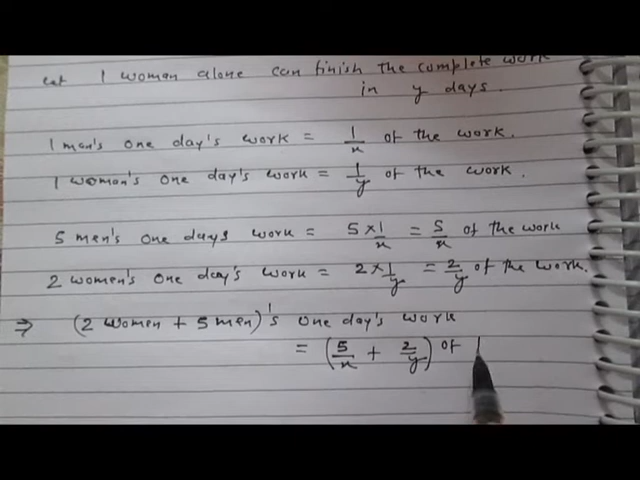 Let 1 woman alone can finish the complete work
in y days.
1 man's one day's work = 1/x of the work.
1 woman's one day's work = 1/y of the work.
5 men's one days work = 5 × 1/x = 5/x of the work
2 women's one day's work = 2 × 1/y = 2/y of the work.
⇒ (2 women + 5 men)'s one day's work
= (5/x + 2/y) of